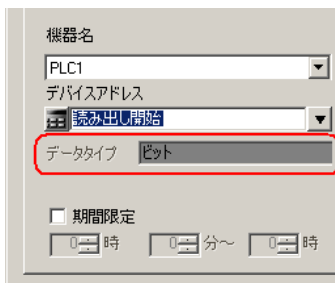 機器名
PLC1
デバイスアドレス
読み出し開始
データタイプ ビット
期間限定
0 時 0 分～ 0 時